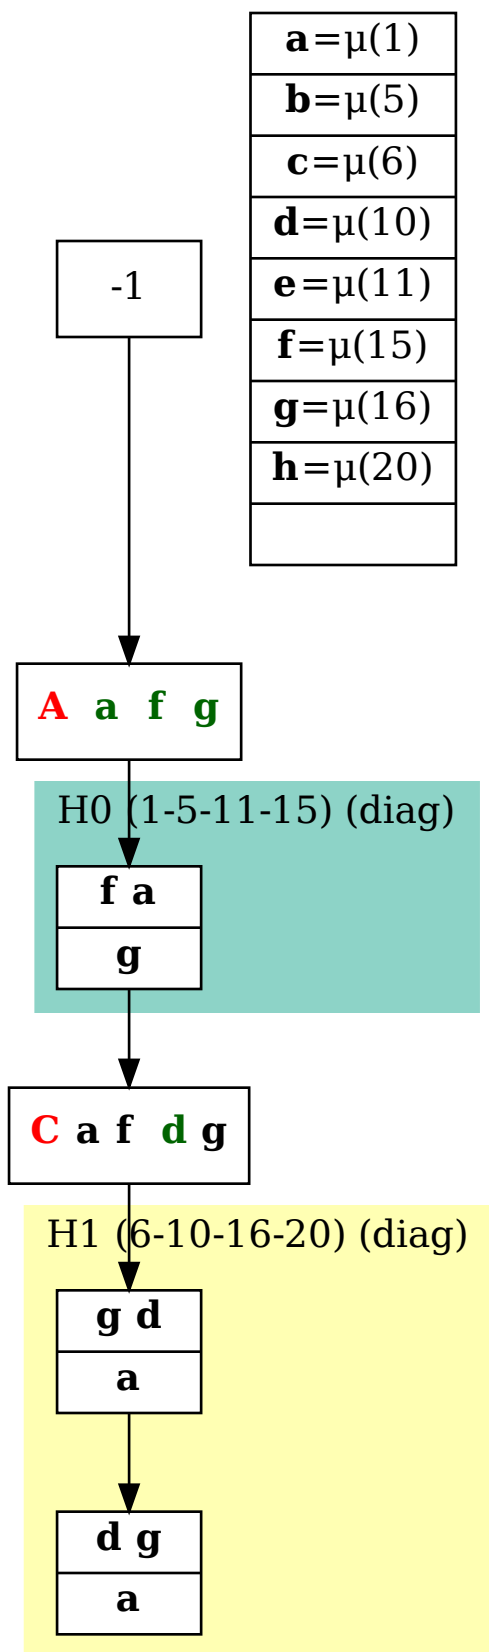 a=μ(1)
b=μ(5)
c=μ(6)
d=μ(10)
e=μ(11)
f=μ(15)
g=μ(16)
h=μ(20)
-1
A a f g
H0 (1-5-11-15) (diag)
f a
g
C a f d g
H1 (6-10-16-20) (diag)
g d
a
d g
a